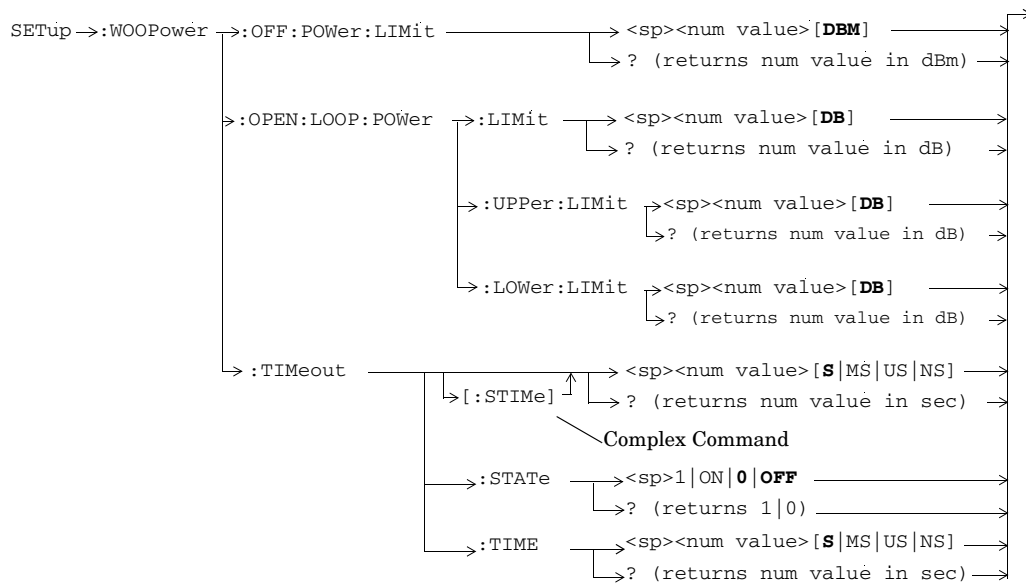 SETup :WOOPower :OFF:POWer:LIMit <sp><num value>[DBM]
? (returns num value in dBm)
:OPEN:LOOP:POWer :LIMit <sp><num value>[DB]
? (returns num value in dB)
:UPPer:LIMit <sp><num value>[DB]
? (returns num value in dB)
:LOWer:LIMit <sp><num value>[DB]
? (returns num value in dB)
:TIMeout <sp><num value>[S|MS|US|NS]
[:STIMe] ? (returns num value in sec)
Complex Command
:STATe <sp>1|ON|0|OFF
? (returns 1|0)
:TIME <sp><num value>[S|MS|US|NS]
? (returns num value in sec)